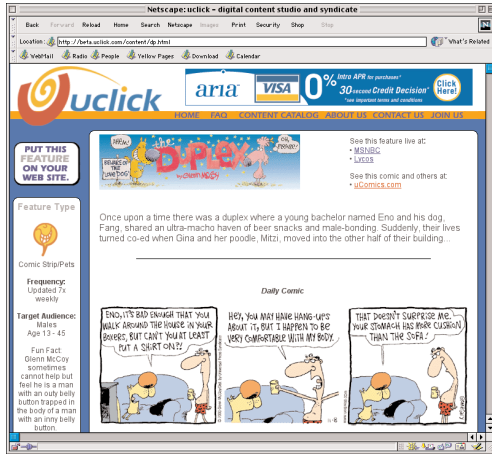 Netscape: uclick - digital content studio and syndicate
Back Forward Reload Home Search Netscape Images Print Security Shop Stop
Location: http://beta.uclick.com/content/dp.html What's Related
WebMail Radio People Yellow Pages Download Calendar
uclick
aria VISA 0% Intro APR for purchases*
30 second Credit Decision*
*see important terms and conditions
Click Here!
HOME FAQ CONTENT CATALOG ABOUT US CONTACT US JOIN US
PUT THIS
FEATURE
ON YOUR
WEB SITE.
Feature Type
Comic Strip/Pets
Frequency:
Updated 7x
weekly
Target Audience:
Males
Age 13 - 45
Fun Fact:
Glenn McCoy
sometimes
cannot help but
feel he is a man
with an outy belly
button trapped in
the body of a man
with an inny belly
button.
BEWARE OF
THE DUPLEX
by Glenn McCoy
See this feature live at:
• MSNBC
• Lycos
See this comic and others at:
• uComics.com
Once upon a time there was a duplex where a young bachelor named Eno and his dog,
Fang, shared an ultra-macho haven of beer snacks and male-bonding. Suddenly, their lives
turned co-ed when Gina and her poodle, Mitzi, moved into the other half of their building...
Daily Comic
ENO, IT'S BAD ENOUGH THAT YOU
WALK AROUND THE HOUSE IN YOUR
BOXERS, BUT CAN'T YOU AT LEAST
PUT A SHIRT ON?!
HEY, YOU MAY HAVE HANG-UPS
ABOUT IT, BUT I HAPPEN TO BE
VERY COMFORTABLE WITH MY BODY.
THAT DOESN'T SURPRISE ME.
YOUR STOMACH HAS MORE CUSHION
THAN THE SOFA!